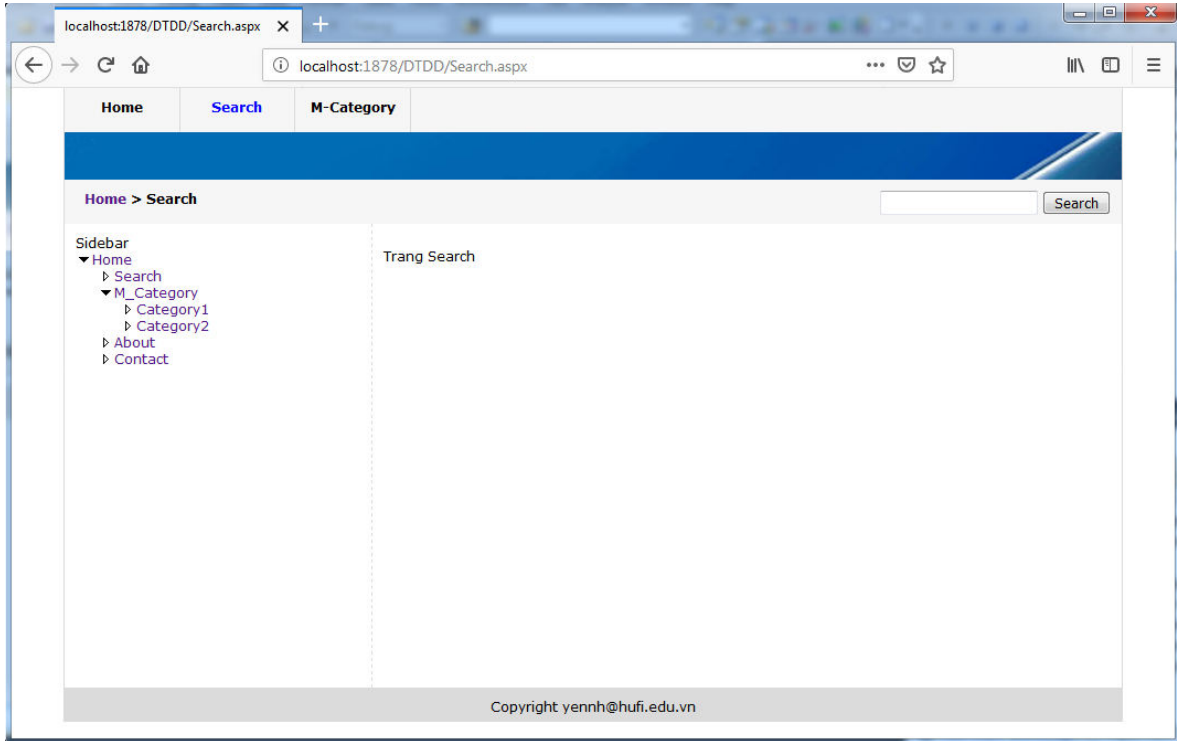 localhost:1878/DTDD/Search.aspx
localhost:1878/DTDD/Search.aspx
Home Search M-Category
Home > Search Search
Sidebar
Home
Search
M_Category
Category1
Category2
About
Contact
Trang Search
Copyright yennh@hufi.edu.vn